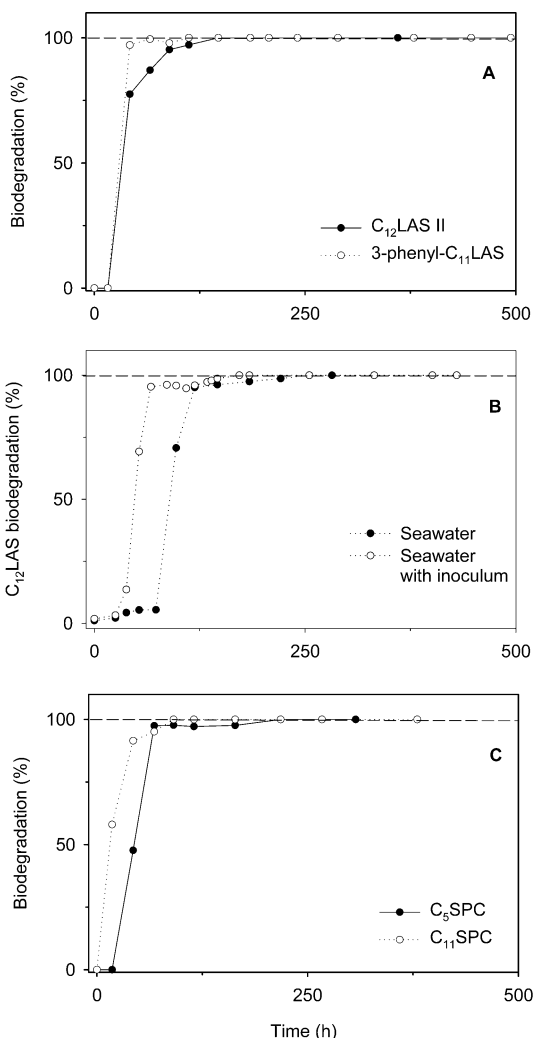 100
A
Biodegradation (%)
50
C₁₂LAS II
3-phenyl-C₁₁LAS
0
0 250 500
100
B
C₁₂LAS biodegradation (%)
50
Seawater
Seawater
with inoculum
0
0 250 500
100
C
Biodegradation (%)
50
C₅SPC
C₁₁SPC
0
0 250 500
Time (h)